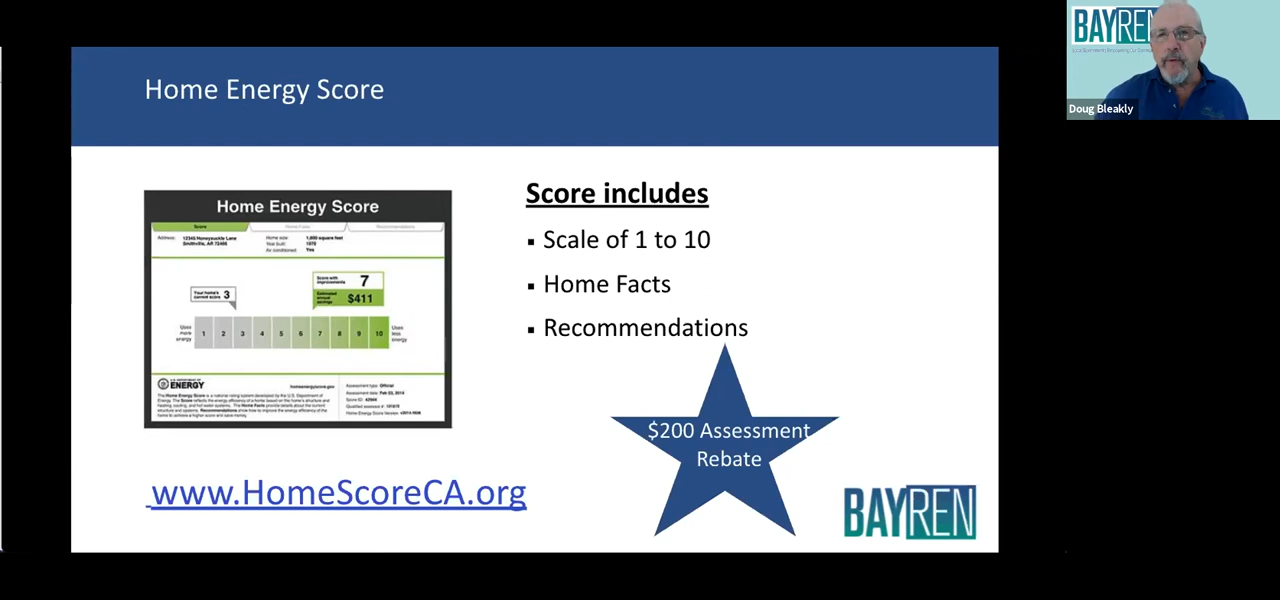 Home Energy Score
BAYREN
Doug Bleakly
Home Energy Score
Score
Home Facts
Recommendations
Address:
12345 Honeysuckle Lane
Smithville, AR 72466
Home size:
Year built:
Air conditioned:
1,800 square feet
1970
Yes
Your home's
current score
3
Score with
improvements
7
Estimated
annual
savings
$411
Uses
more
energy
1 2 3 4 5 6 7 8 9 10
Uses
less
energy
U.S. DEPARTMENT OF
ENERGY
homeenergyscore.gov
The Home Energy Score is a national rating system developed by the U.S. Department of
Energy. The Score reflects the energy efficiency of a home based on the home's structure and
heating, cooling, and hot water systems. The Home Facts provide details about the current
structure and systems. Recommendations show how to improve the energy efficiency of
the home to achieve a higher score and save money.
Assessment type: Official
Assessment date: Feb 23, 2014
Score ID:
Qualified assessor #:
Home Energy Score Version:
Score includes
▪ Scale of 1 to 10
▪ Home Facts
▪ Recommendations
$200 Assessment
Rebate
www.HomeScoreCA.org
BAYREN